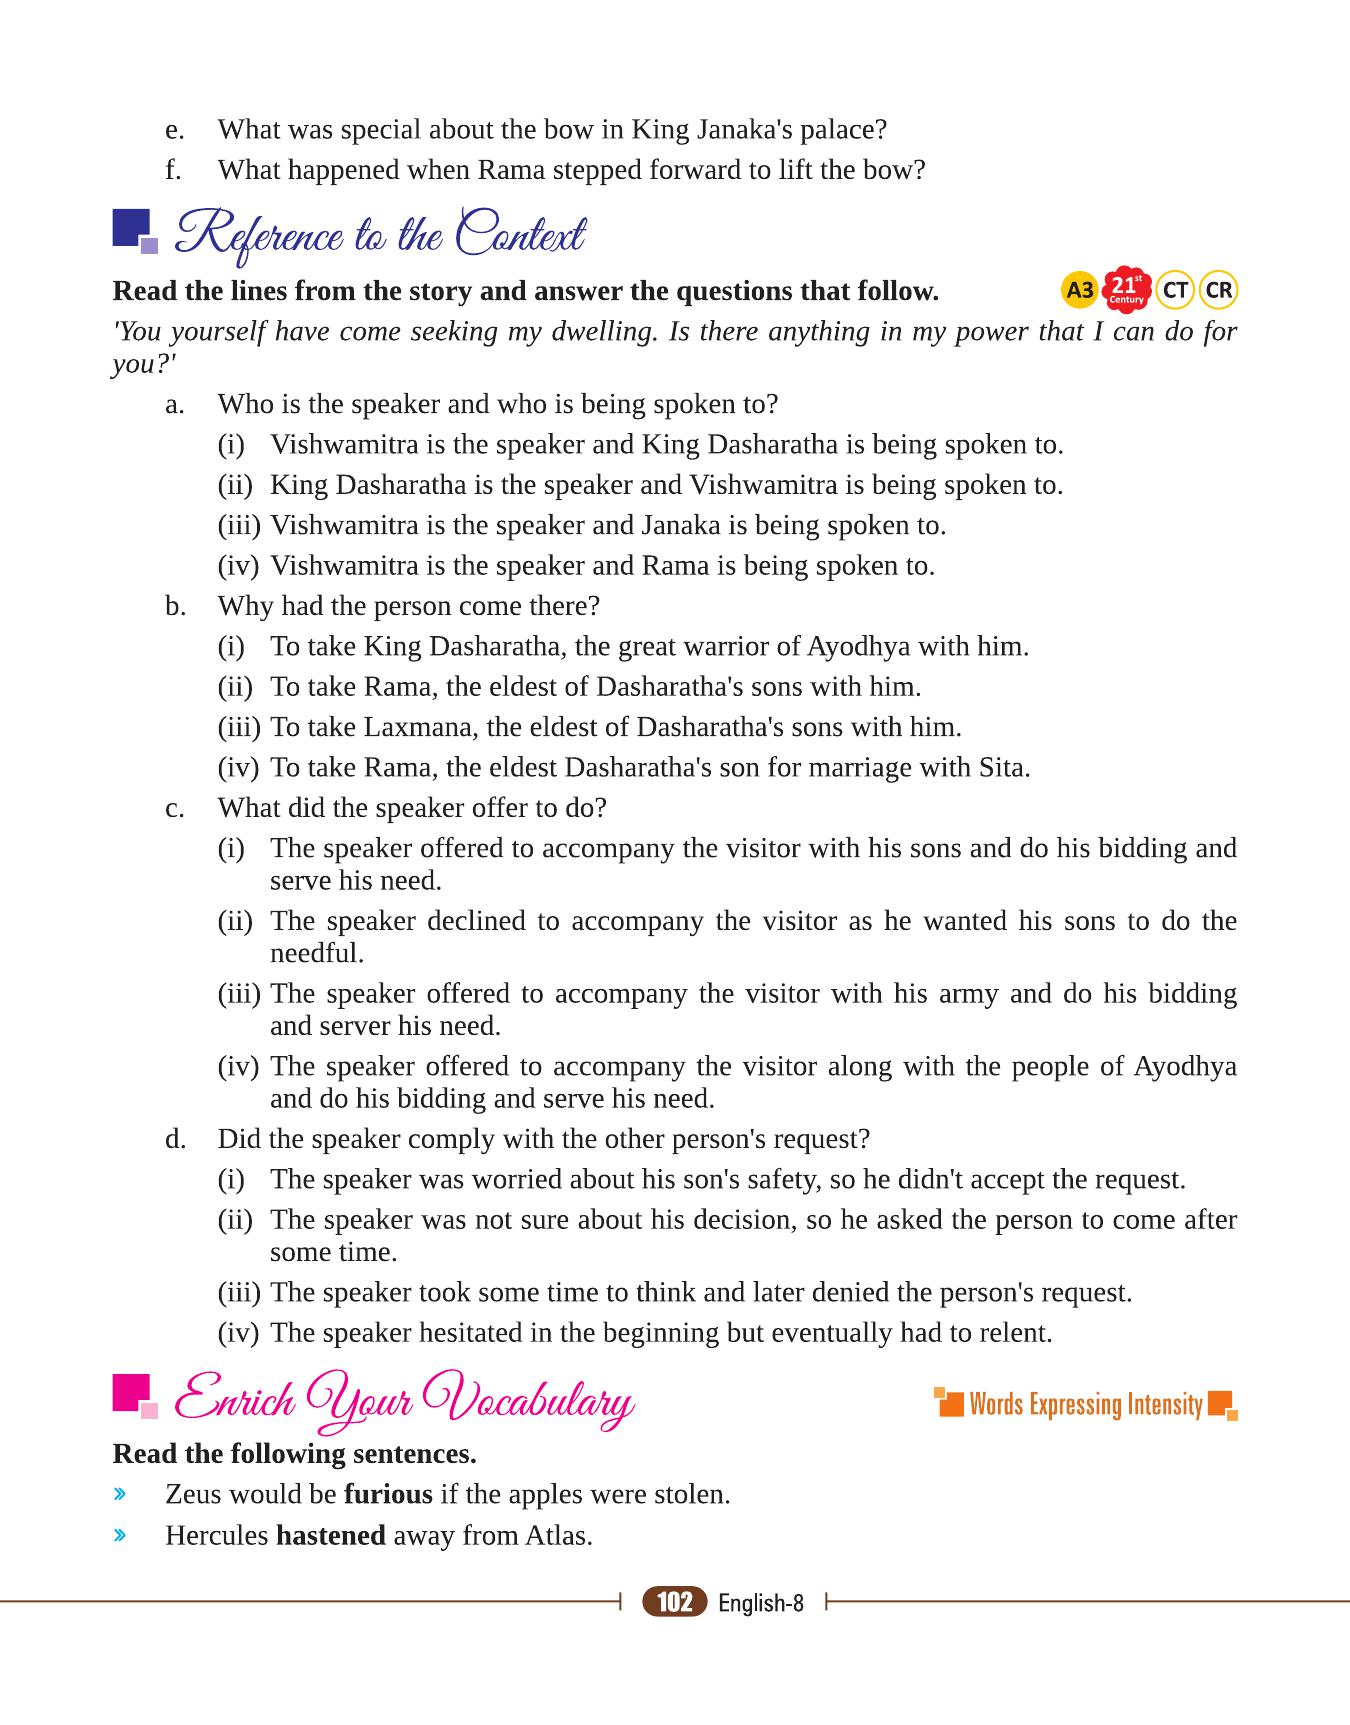 e. What was special about the bow in King Janaka's palace?
f. What happened when Rama stepped forward to lift the bow?
Reference to the Context
Read the lines from the story and answer the questions that follow. A3 21st Century CT CR
'You yourself have come seeking my dwelling. Is there anything in my power that I can do for
you?'
a. Who is the speaker and who is being spoken to?
(i) Vishwamitra is the speaker and King Dasharatha is being spoken to.
(ii) King Dasharatha is the speaker and Vishwamitra is being spoken to.
(iii) Vishwamitra is the speaker and Janaka is being spoken to.
(iv) Vishwamitra is the speaker and Rama is being spoken to.
b. Why had the person come there?
(i) To take King Dasharatha, the great warrior of Ayodhya with him.
(ii) To take Rama, the eldest of Dasharatha's sons with him.
(iii) To take Laxmana, the eldest of Dasharatha's sons with him.
(iv) To take Rama, the eldest Dasharatha's son for marriage with Sita.
c. What did the speaker offer to do?
(i) The speaker offered to accompany the visitor with his sons and do his bidding and
serve his need.
(ii) The speaker declined to accompany the visitor as he wanted his sons to do the
needful.
(iii) The speaker offered to accompany the visitor with his army and do his bidding
and server his need.
(iv) The speaker offered to accompany the visitor along with the people of Ayodhya
and do his bidding and serve his need.
d. Did the speaker comply with the other person's request?
(i) The speaker was worried about his son's safety, so he didn't accept the request.
(ii) The speaker was not sure about his decision, so he asked the person to come after
some time.
(iii) The speaker took some time to think and later denied the person's request.
(iv) The speaker hesitated in the beginning but eventually had to relent.
Enrich Your Vocabulary Words Expressing Intensity
Read the following sentences.
» Zeus would be furious if the apples were stolen.
» Hercules hastened away from Atlas.
102 English-8